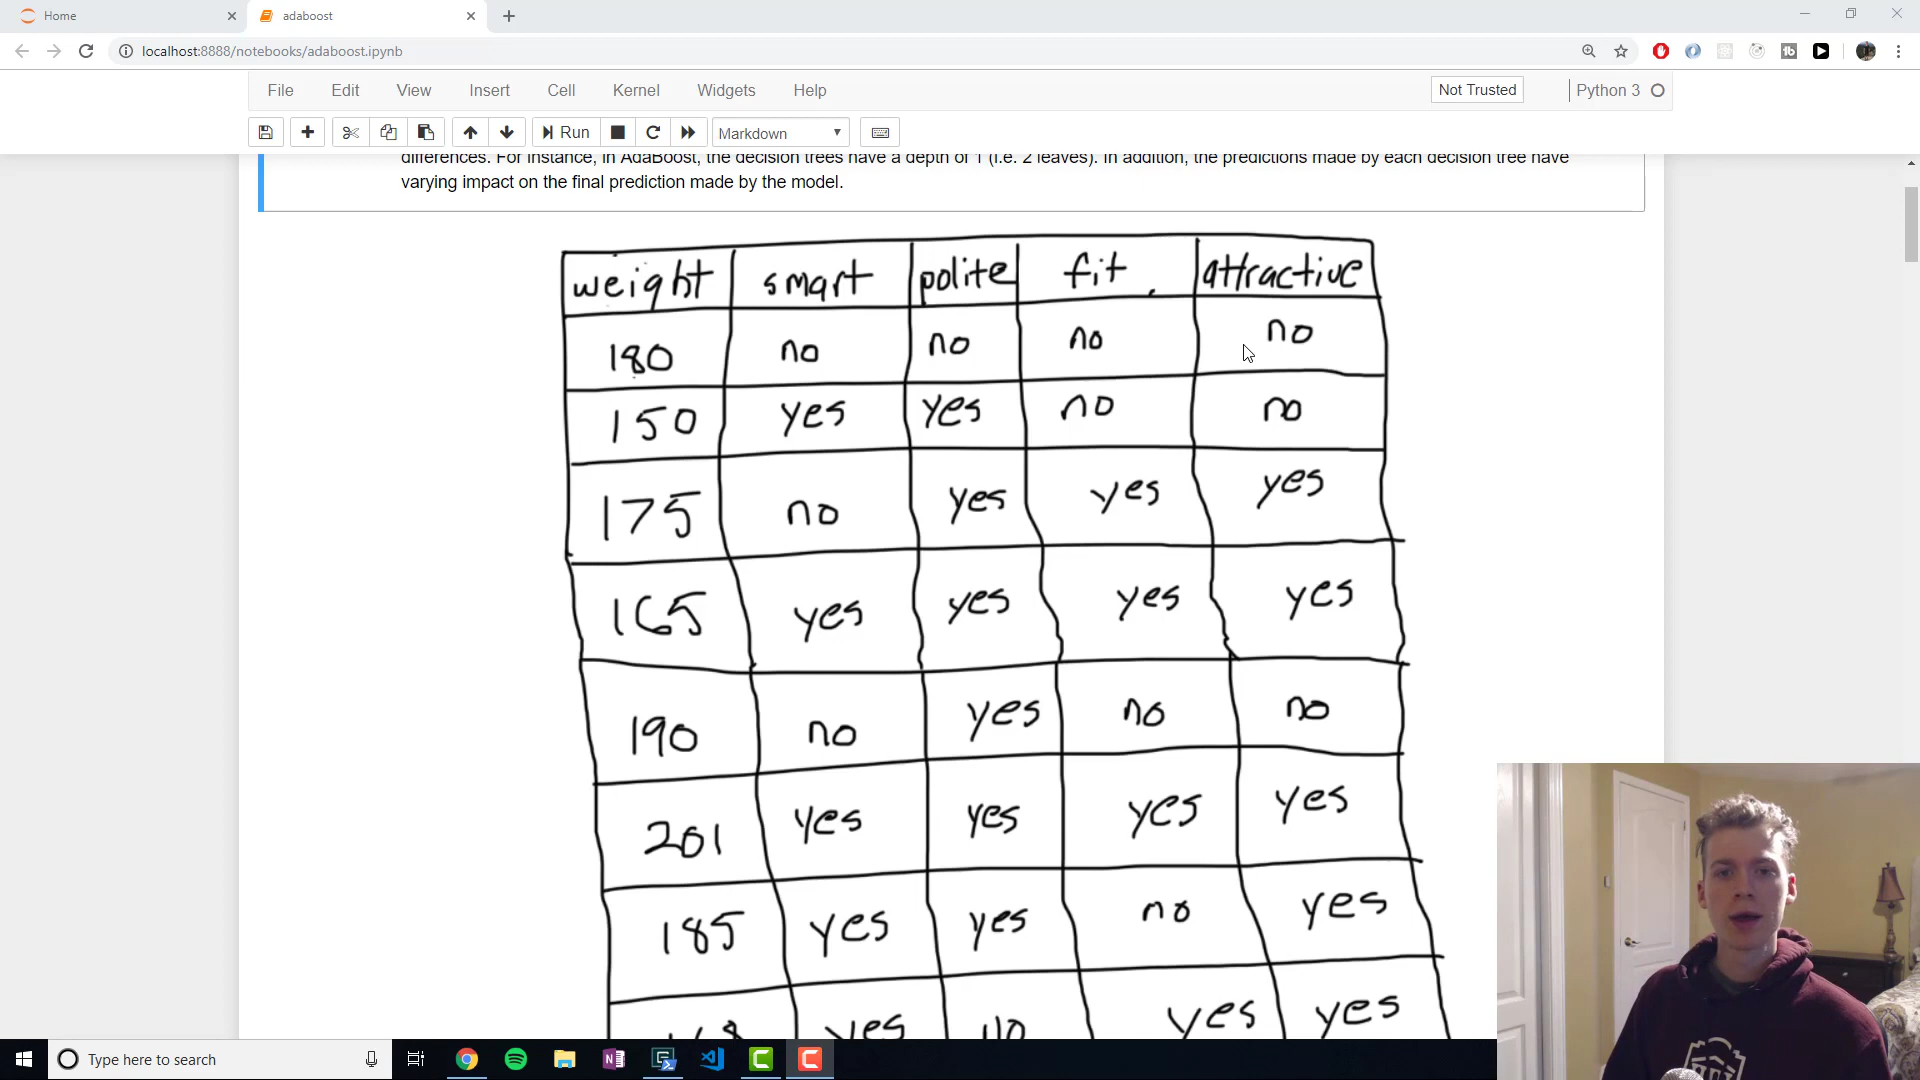 Home
adaboost
localhost:8888/notebooks/adaboost.ipynb
File Edit View Insert Cell Kernel Widgets Help Not Trusted Python 3
Run Markdown
differences. For instance, in AdaBoost, the decision trees have a depth of 1 (i.e. 2 leaves). In addition, the predictions made by each decision tree have
varying impact on the final prediction made by the model.
weight smart polite fit attractive
180 no no no no
150 yes yes no no
175 no yes yes yes
165 yes yes yes yes
190 no yes no no
201 yes yes yes yes
185 yes yes no yes
168 yes no yes yes
Type here to search